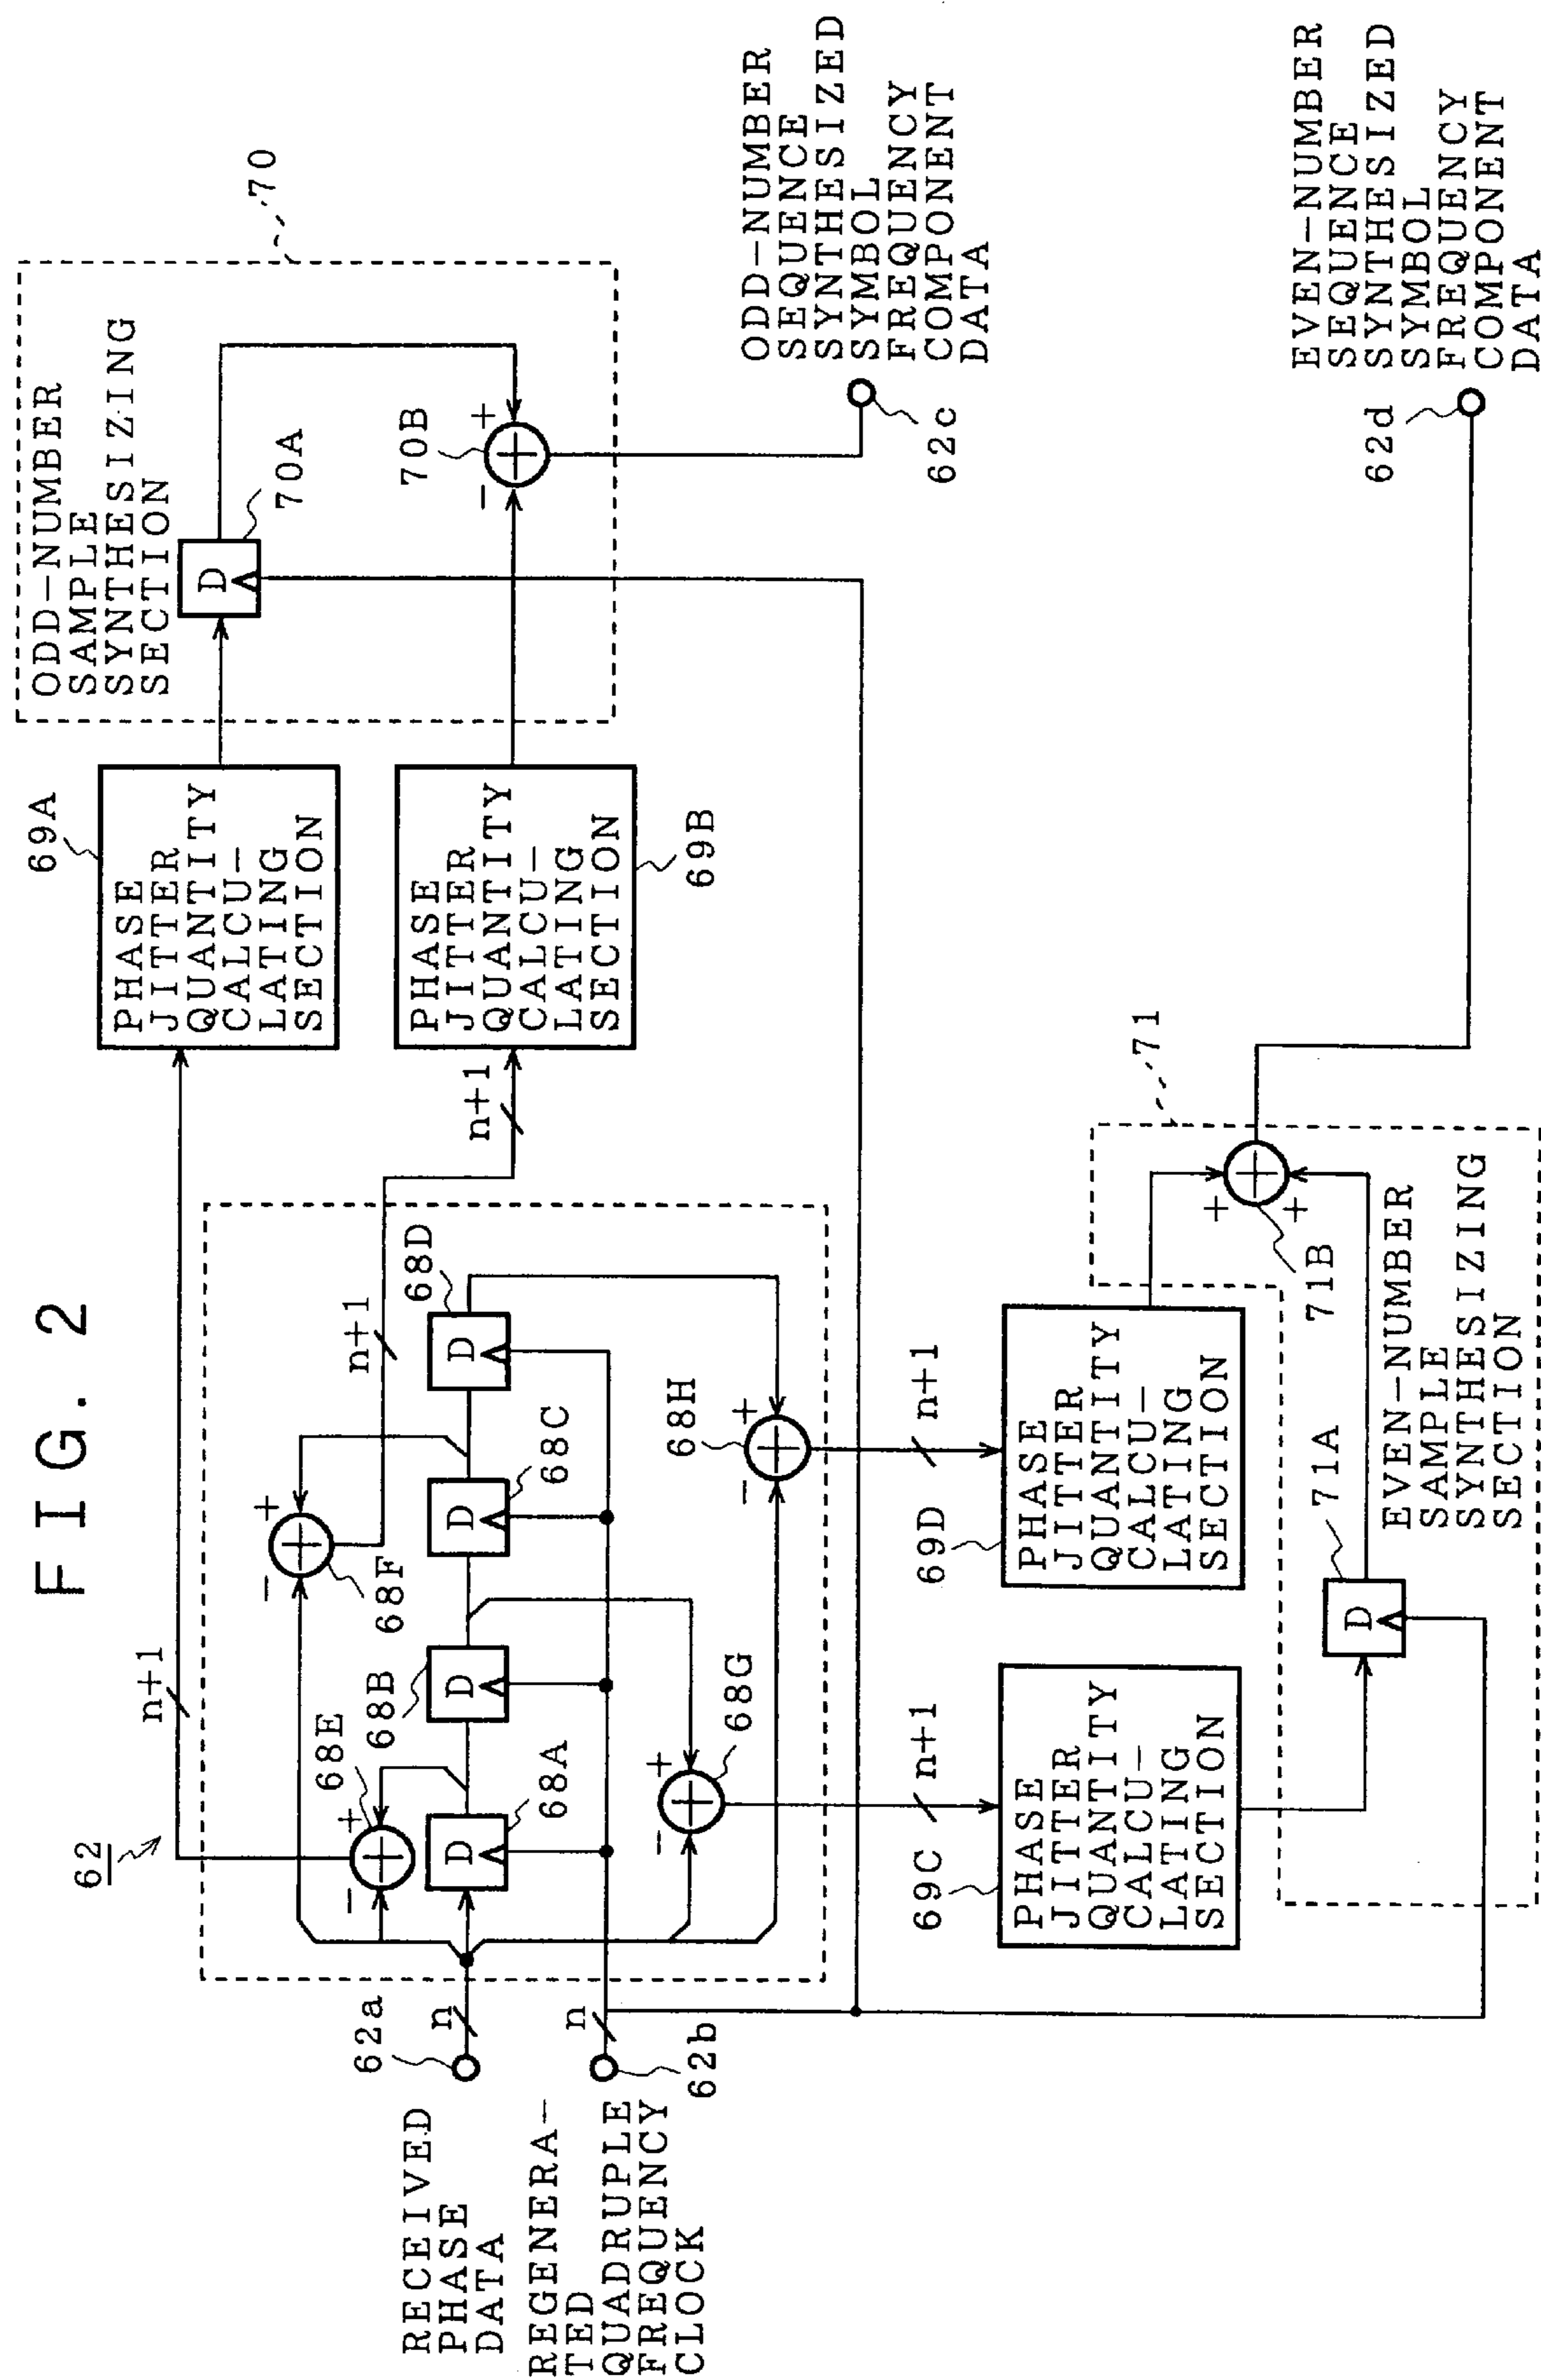 FIG. 2
62
RECEIVED
PHASE
DATA
62a
n
REGENERA-
TED
QUADRUPLE
FREQUENCY
CLOCK
62b
n
68A
D
68B
D
68C
D
68D
D
68E
+
−
68F
+
−
68G
+
−
68H
+
−
n+1
n+1
n+1
n+1
n+1
69A
PHASE
JITTER
QUANTITY
CALCU-
LATING
SECTION
69B
PHASE
JITTER
QUANTITY
CALCU-
LATING
SECTION
69C
PHASE
JITTER
QUANTITY
CALCU-
LATING
SECTION
69D
PHASE
JITTER
QUANTITY
CALCU-
LATING
SECTION
70
ODD-NUMBER
SAMPLE
SYNTHESIZING
SECTION
D
70A
70B
+
−
62c
ODD-NUMBER
SEQUENCE
SYNTHESIZED
SYMBOL
FREQUENCY
COMPONENT
DATA
71
71A
D
71B
+
+
EVEN-NUMBER
SAMPLE
SYNTHESIZING
SECTION
62d
EVEN-NUMBER
SEQUENCE
SYNTHESIZED
SYMBOL
FREQUENCY
COMPONENT
DATA